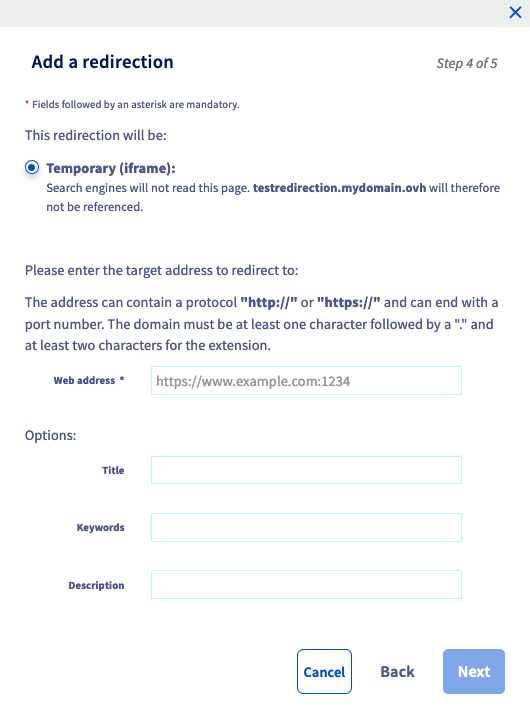 Add a redirection
Step 4 of 5
* Fields followed by an asterisk are mandatory.
This redirection will be:
Temporary (iframe):
Search engines will not read this page. testredirection.mydomain.ovh will therefore
not be referenced.
Please enter the target address to redirect to:
The address can contain a protocol "http://" or "https://" and can end with a
port number. The domain must be at least one character followed by a "." and
at least two characters for the extension.
Web address *
https://www.example.com:1234
Options:
Title
Keywords
Description
Cancel
Back
Next